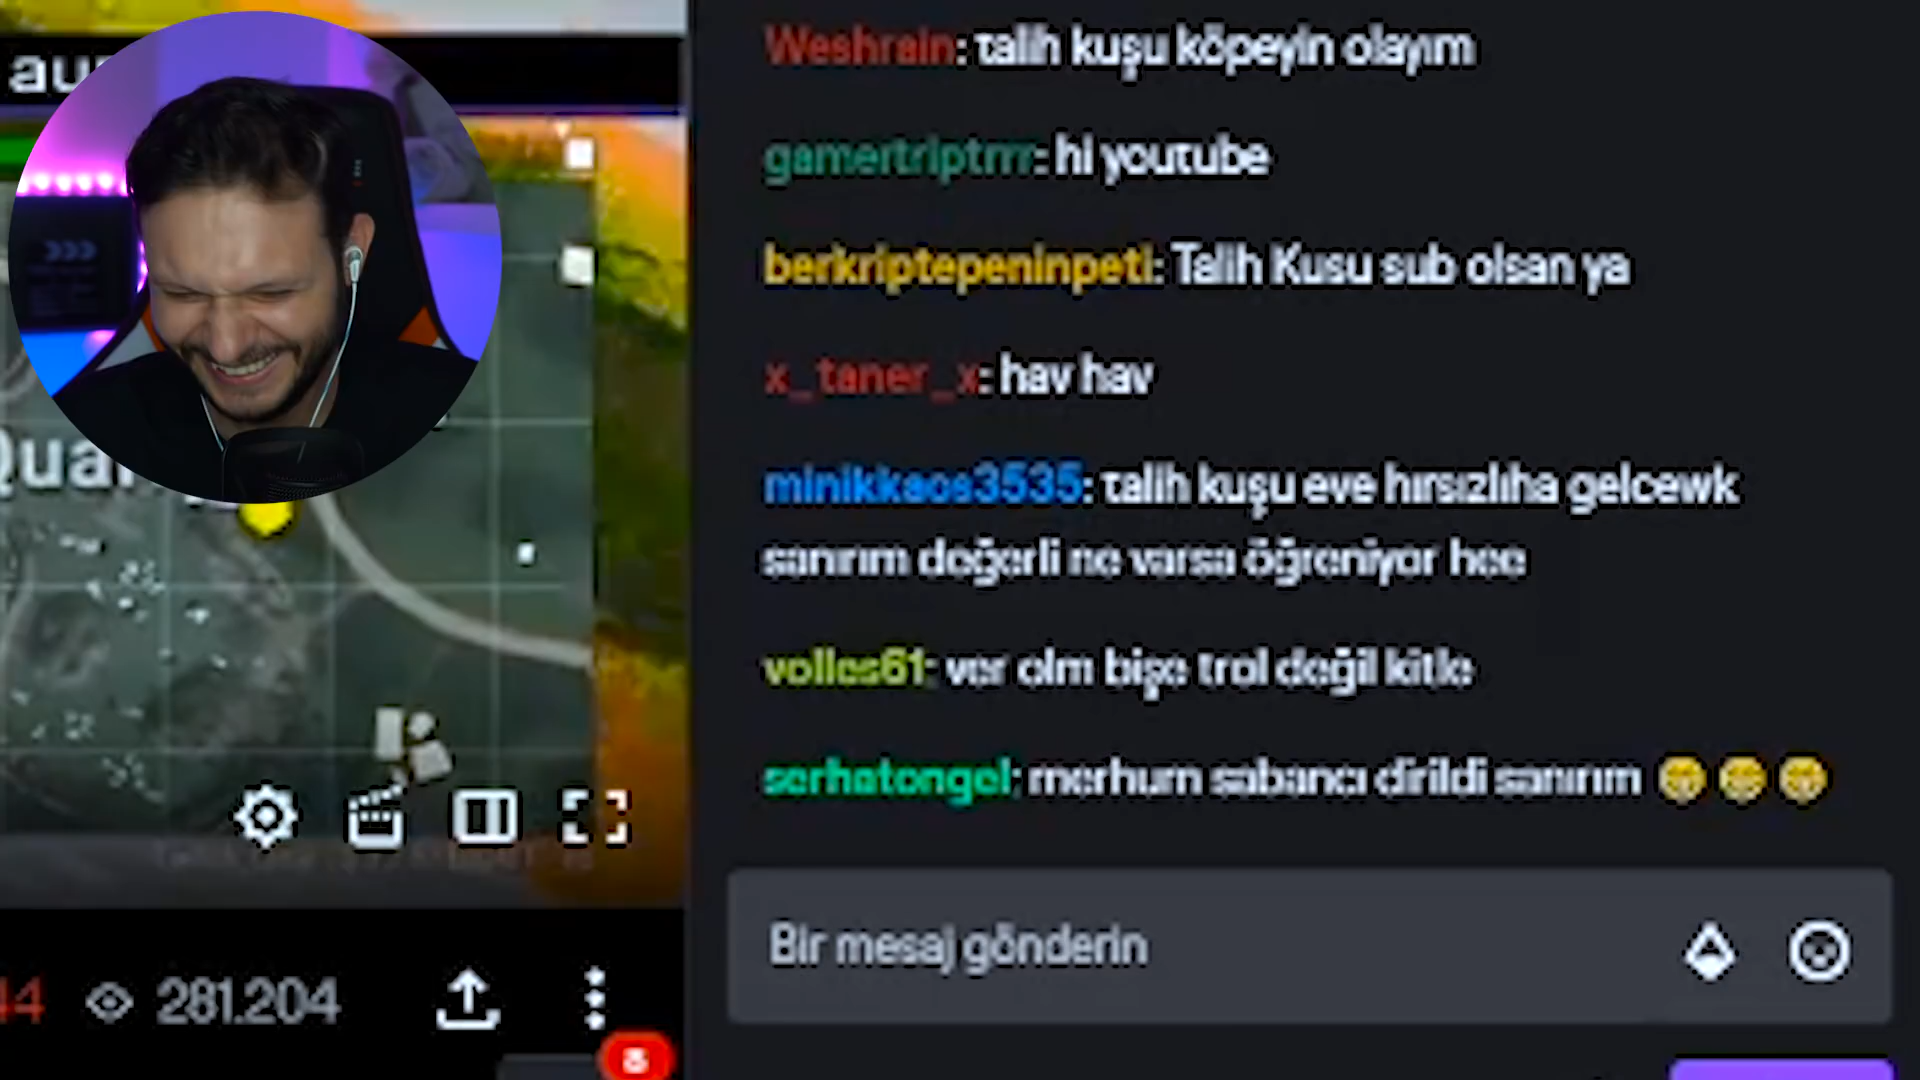 Weshrain: talih kuşu köpeyin olayım
gamertriptrrr: hi youtube
berkriptepeninpeti: Talih Kusu sub olsan ya
x_taner_x: hav hav
minikkaos3535: talih kuşu eve hırsızlıha gelcewk
sanırım değerli ne varsa öğreniyor hee
volles61: ver olm bişe trol değil kitle
serhatongel: merhum sabancı dirildi sanırım 😁😁😁
Bir mesaj gönderin
281.204
8